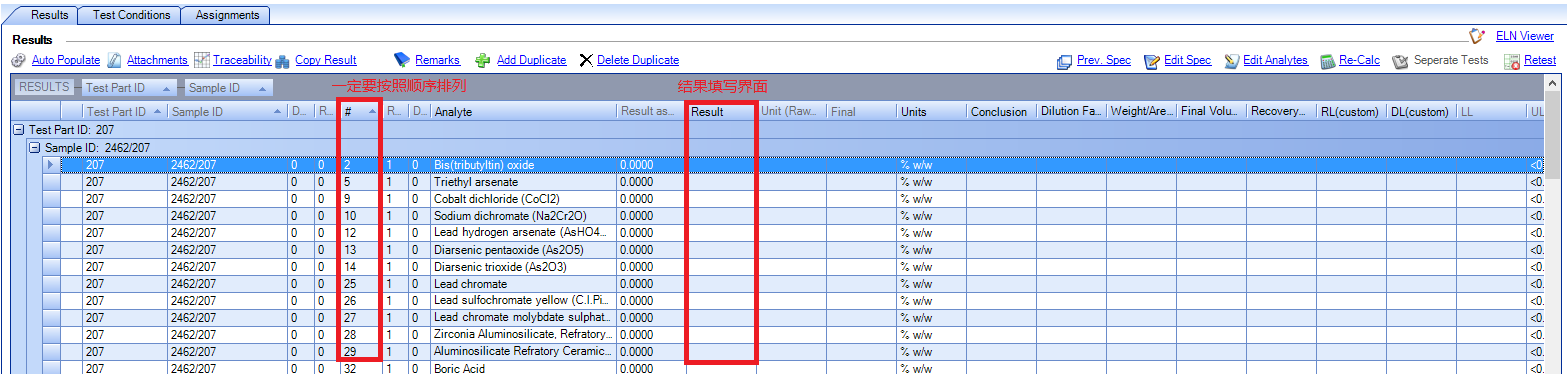 Results Test Conditions Assignments
Results ELN Viewer
Auto Populate Attachments Traceability Copy Result Remarks Add Duplicate Delete Duplicate Prev. Spec Edit Spec Edit Analytes Re-Calc Seperate Tests Retest
RESULTS Test Part ID Sample ID 一定要按照顺序排列 结果填写界面
Test Part ID Sample ID D... R... # R... D... Analyte Result as... Result Unit (Raw... Final Units Conclusion Dilution Fa... Weight/Are... Final Volu... Recovery... RL(custom) DL(custom) LL UL
Test Part ID: 207
Sample ID: 2462/207
207 2462/207 0 0 2 1 0 Bis(tributyltin) oxide 0.0000 % w/w <0.
207 2462/207 0 0 5 1 0 Triethyl arsenate 0.0000 % w/w <0.
207 2462/207 0 0 9 1 0 Cobalt dichloride (CoCl2) 0.0000 % w/w <0.
207 2462/207 0 0 10 1 0 Sodium dichromate (Na2Cr2O) 0.0000 % w/w <0.
207 2462/207 0 0 12 1 0 Lead hydrogen arsenate (AsHO4... 0.0000 % w/w <0.
207 2462/207 0 0 13 1 0 Diarsenic pentaoxide (As2O5) 0.0000 % w/w <0.
207 2462/207 0 0 14 1 0 Diarsenic trioxide (As2O3) 0.0000 % w/w <0.
207 2462/207 0 0 25 1 0 Lead chromate 0.0000 % w/w <0.
207 2462/207 0 0 26 1 0 Lead sulfochromate yellow (C.I.Pi... 0.0000 % w/w <0.
207 2462/207 0 0 27 1 0 Lead chromate molybdate sulphat... 0.0000 % w/w <0.
207 2462/207 0 0 28 1 0 Zirconia Aluminosilicate, Refratory... 0.0000 % w/w <0.
207 2462/207 0 0 29 1 0 Aluminosilicate Refratory Ceramic... 0.0000 % w/w <0.
207 2462/207 0 0 32 1 0 Boric Acid 0.0000 % w/w <0.